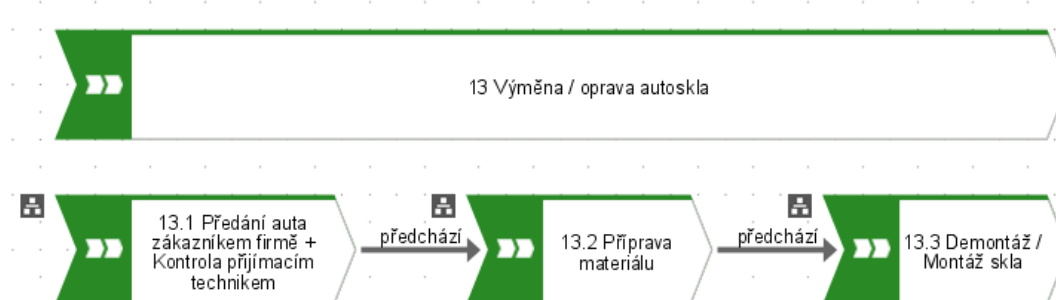 13 Výměna / oprava autoskla
13.1 Předání auta
zákazníkem firmě +
Kontrola přijímacím
technikem
předchází
13.2 Příprava
materiálu
předchází
13.3 Demontáž /
Montáž skla